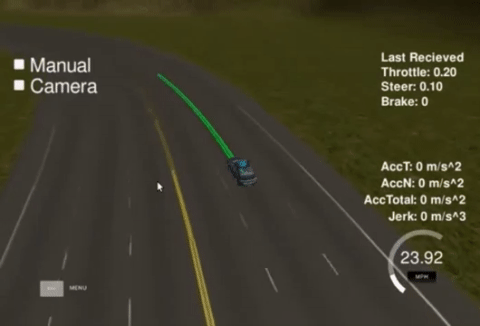 Manual
Camera
Last Recieved
Throttle: 0.20
Steer: 0.10
Brake: 0
AccT: 0 m/s^2
AccN: 0 m/s^2
AccTotal: 0 m/s^2
Jerk: 0 m/s^3
23.92
MPH
MENU